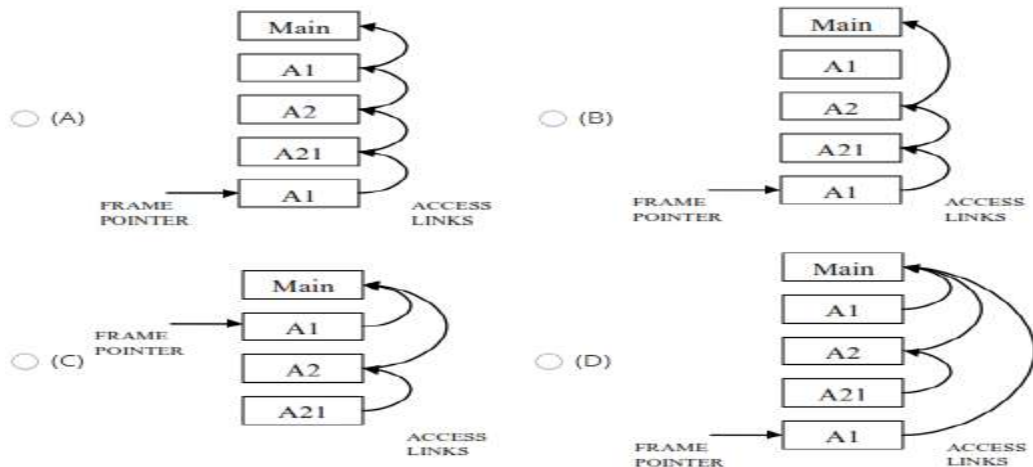 Main
A1
A2
A21
A1
(A)
FRAME
POINTER
ACCESS
LINKS
Main
A1
A2
A21
A1
(B)
FRAME
POINTER
ACCESS
LINKS
Main
A1
A2
A21
(C)
FRAME
POINTER
ACCESS
LINKS
Main
A1
A2
A21
A1
(D)
FRAME
POINTER
ACCESS
LINKS